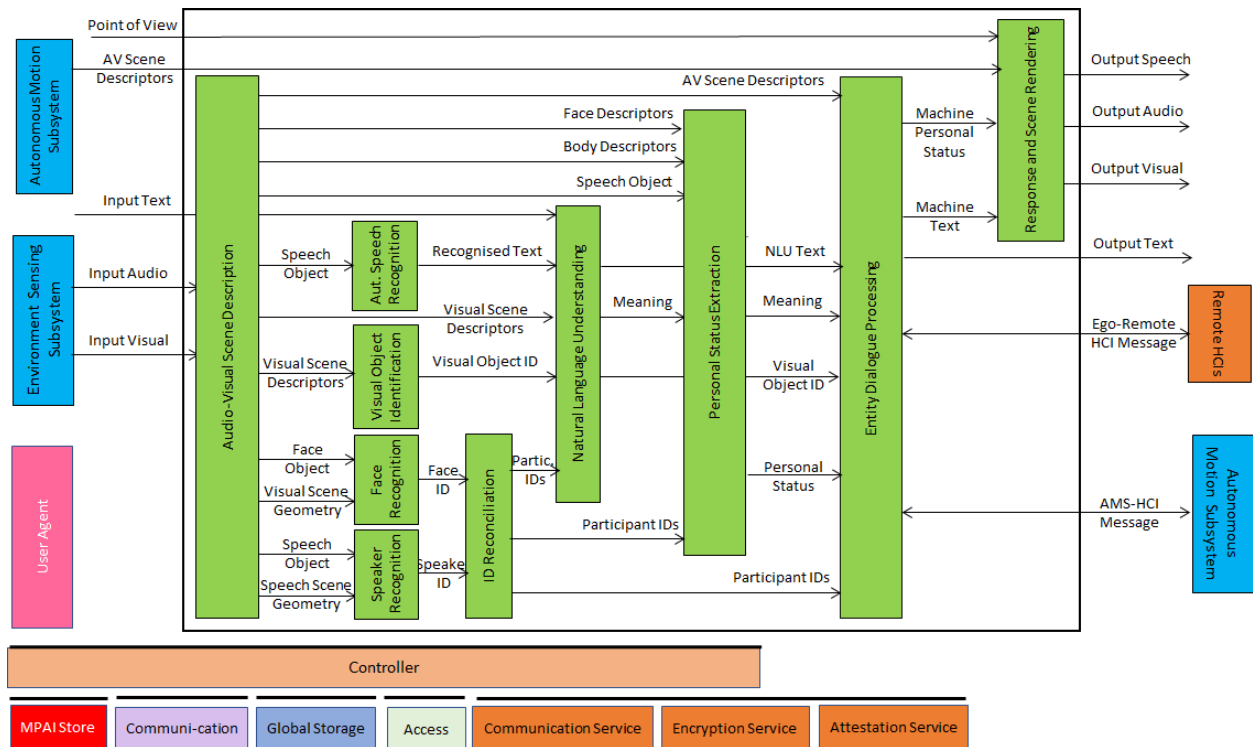 Point of View
AV Scene
Descriptors
Autonomous Motion
Subsystem
Input Text
Environment Sensing
Subsystem
Input Audio
Input Visual
User Agent
Audio-Visual Scene Description
AV Scene Descriptors
Face Descriptors
Body Descriptors
Speech Object
Speech
Object
Aut. Speech
Recognition
Recognised Text
Visual Scene
Descriptors
Visual Scene
Descriptors
Visual Object
Identification
Visual Object ID
Face
Object
Visual Scene
Geometry
Face
Recognition
Face
ID
Speech
Object
Speech Scene
Geometry
Speaker
Recognition
Speake
ID
ID Reconciliation
Partic.
IDs
Natural Language Understanding
Meaning
Participant IDs
Personal Status Extraction
NLU Text
Meaning
Visual
Object ID
Personal
Status
Participant IDs
Entity Dialogue Processing
Machine
Personal
Status
Machine
Text
Response and Scene Rendering
Output Speech
Output Audio
Output Visual
Output Text
Ego-Remote
HCI Message
Remote HCIs
AMS-HCI
Message
Autonomous
Motion Subsystem
Controller
MPAI Store
Communi-cation
Global Storage
Access
Communication Service
Encryption Service
Attestation Service